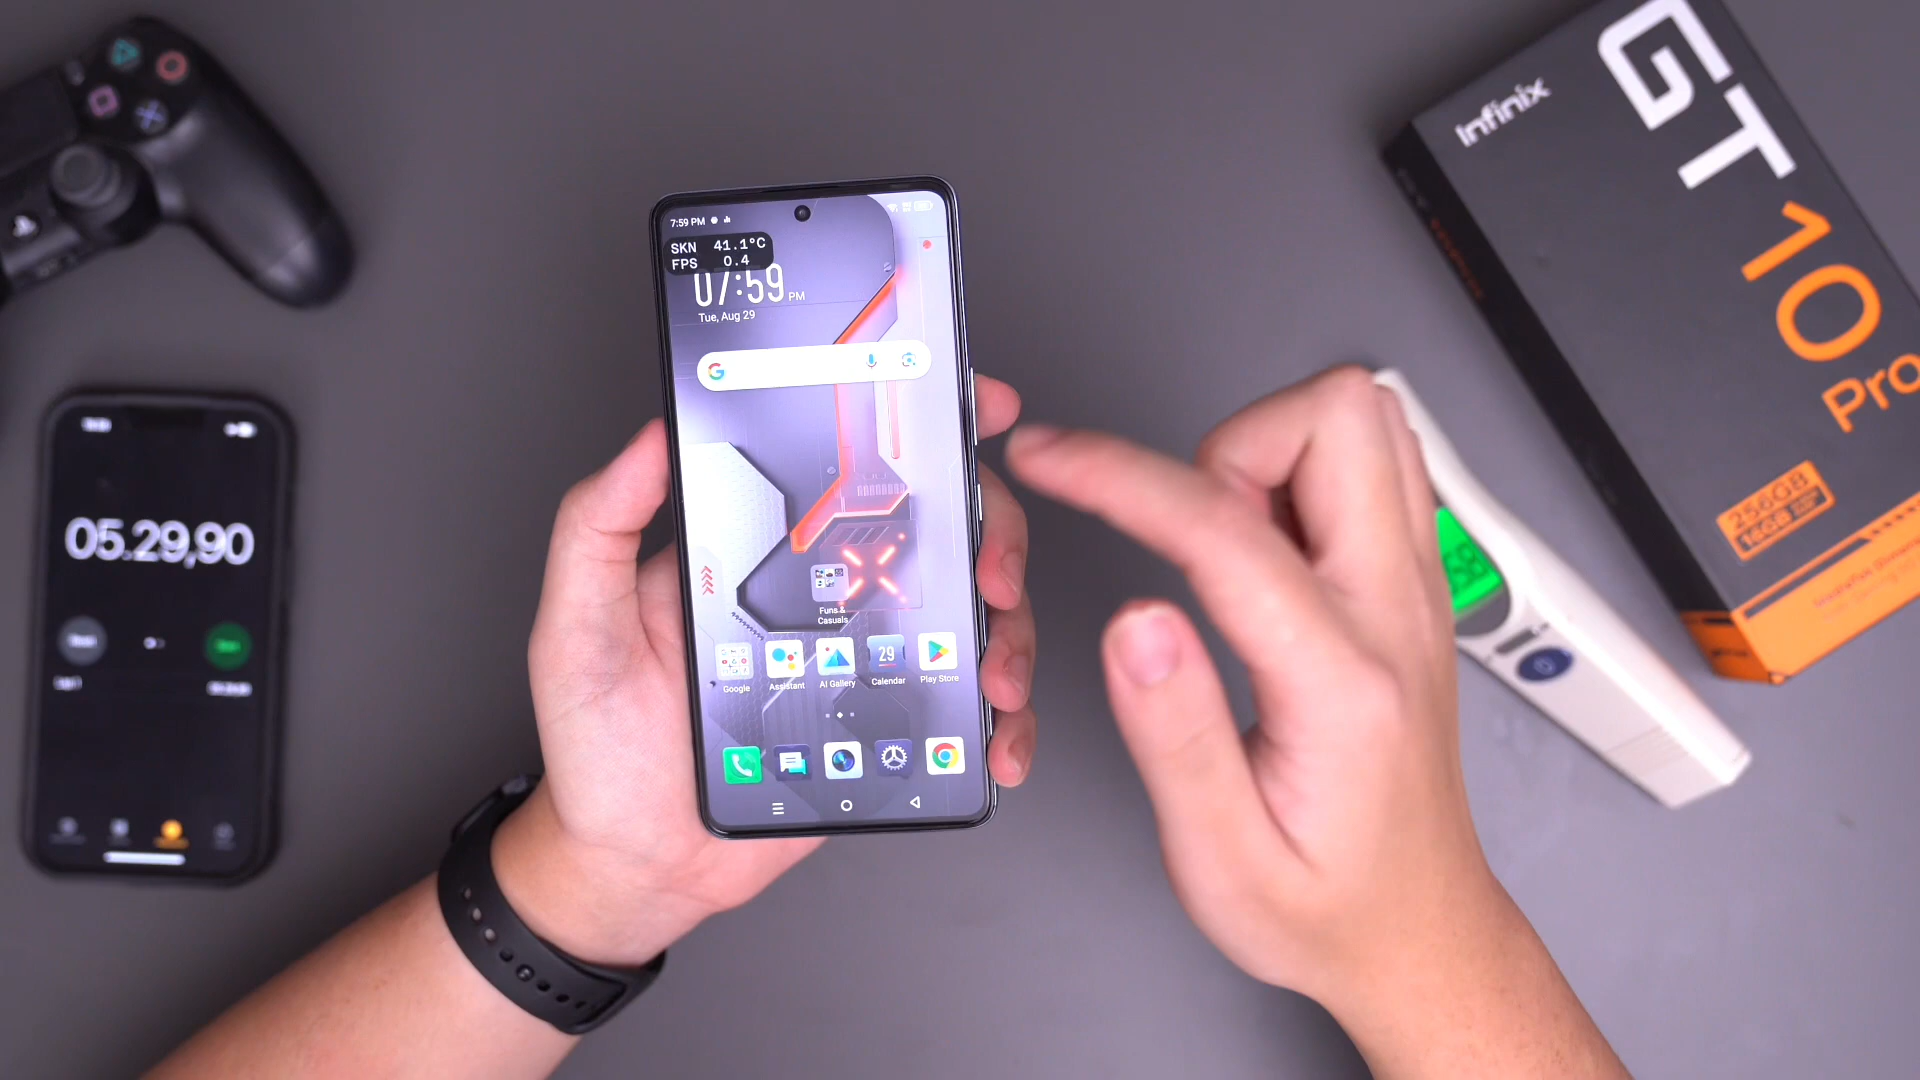 7:59 PM
SKN 41.1°C
FPS 0.4
07:59 PM
Tue, Aug 29
Funs &
Casuals
29
Google
Assistant
AI Gallery
Calendar
Play Store
05.29,90
Infinix
GT
10
Pro
256GB